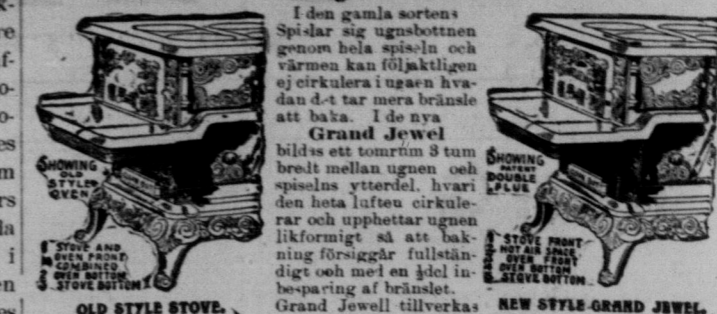 I den gamla sortens
Spislar sig ugnsbottnen
genom hela spiseln och
värmen kan följaktligen
ej cirkulera i ugnen hva-
dan det tar mera bränsle
att baka. I de nya
Grand Jewel
bildas ett tomrum 3 tum
bredt mellan ugnen och
spiselns ytterdel, hvari
den heta luften cirkule-
rar och upphettar ugnen
likformigt så att bak-
ning försiggår fullstän-
digt och med en ⅓del in-
besparing af bränslet.
Grand Jewell tillverkas
SHOWING
OLD
STYLE
OVEN
1 STOVE AND
OVEN FRONT
COMBINED
OVEN BOTTOM
STOVE BOTTOM
OLD STYLE STOVE.
SHOWING
PATENT
DOUBLE
FLUE
1 STOVE FRONT
HOT AIR SPACE
OVEN FRONT
OVEN BOTTOM
STOVE BOTTOM
NEW STYLE GRAND JEWEL.